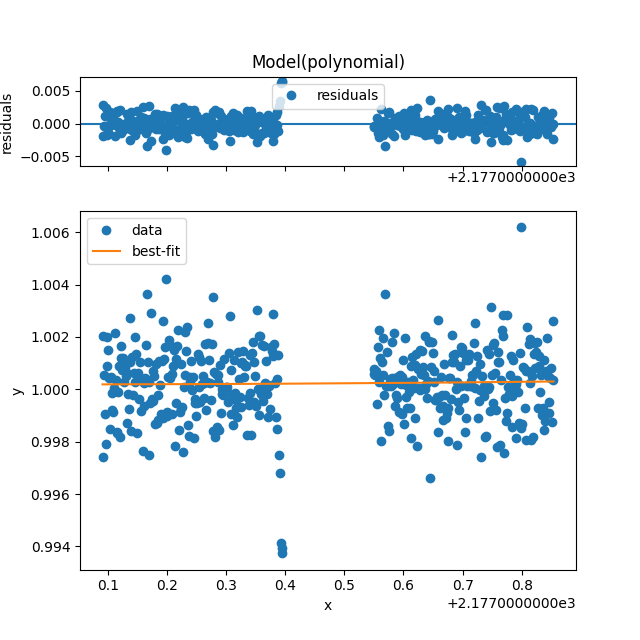 Model(polynomial)
residuals
0.005
0.000
−0.005
residuals
+2.1770000000e3
y
1.006
1.004
1.002
1.000
0.998
0.996
0.994
data
best-fit
0.1 0.2 0.3 0.4 0.5 0.6 0.7 0.8
x
+2.1770000000e3